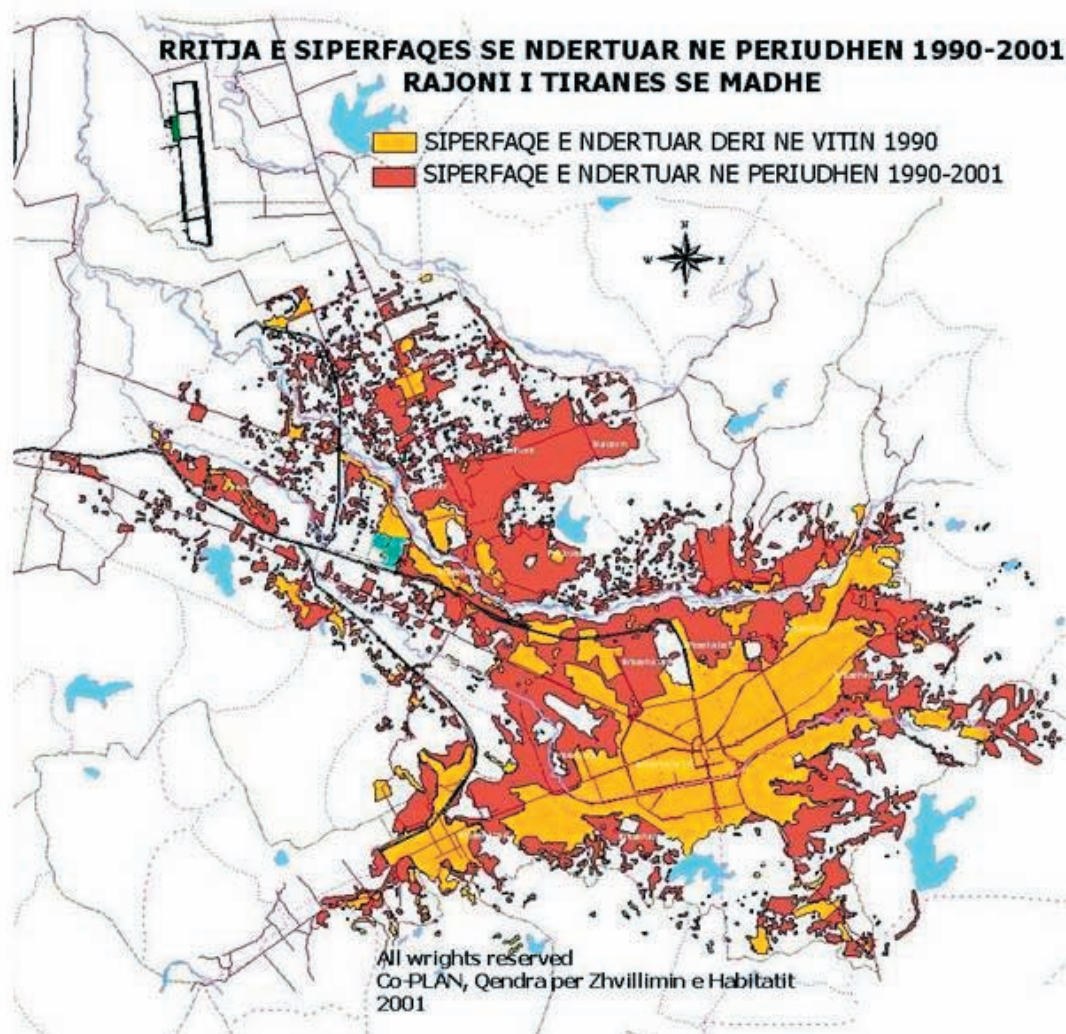 RRITJA E SIPERFAQES SE NDERTUAR NE PERIUDHEN 1990-2001
RAJONI I TIRANES SE MADHE
SIPERFAQE E NDERTUAR DERI NE VITIN 1990
SIPERFAQE E NDERTUAR NE PERIUDHEN 1990-2001
N
W E
S
All wrights reserved
Co-PLAN, Qendra per Zhvillimin e Habitatit
2001